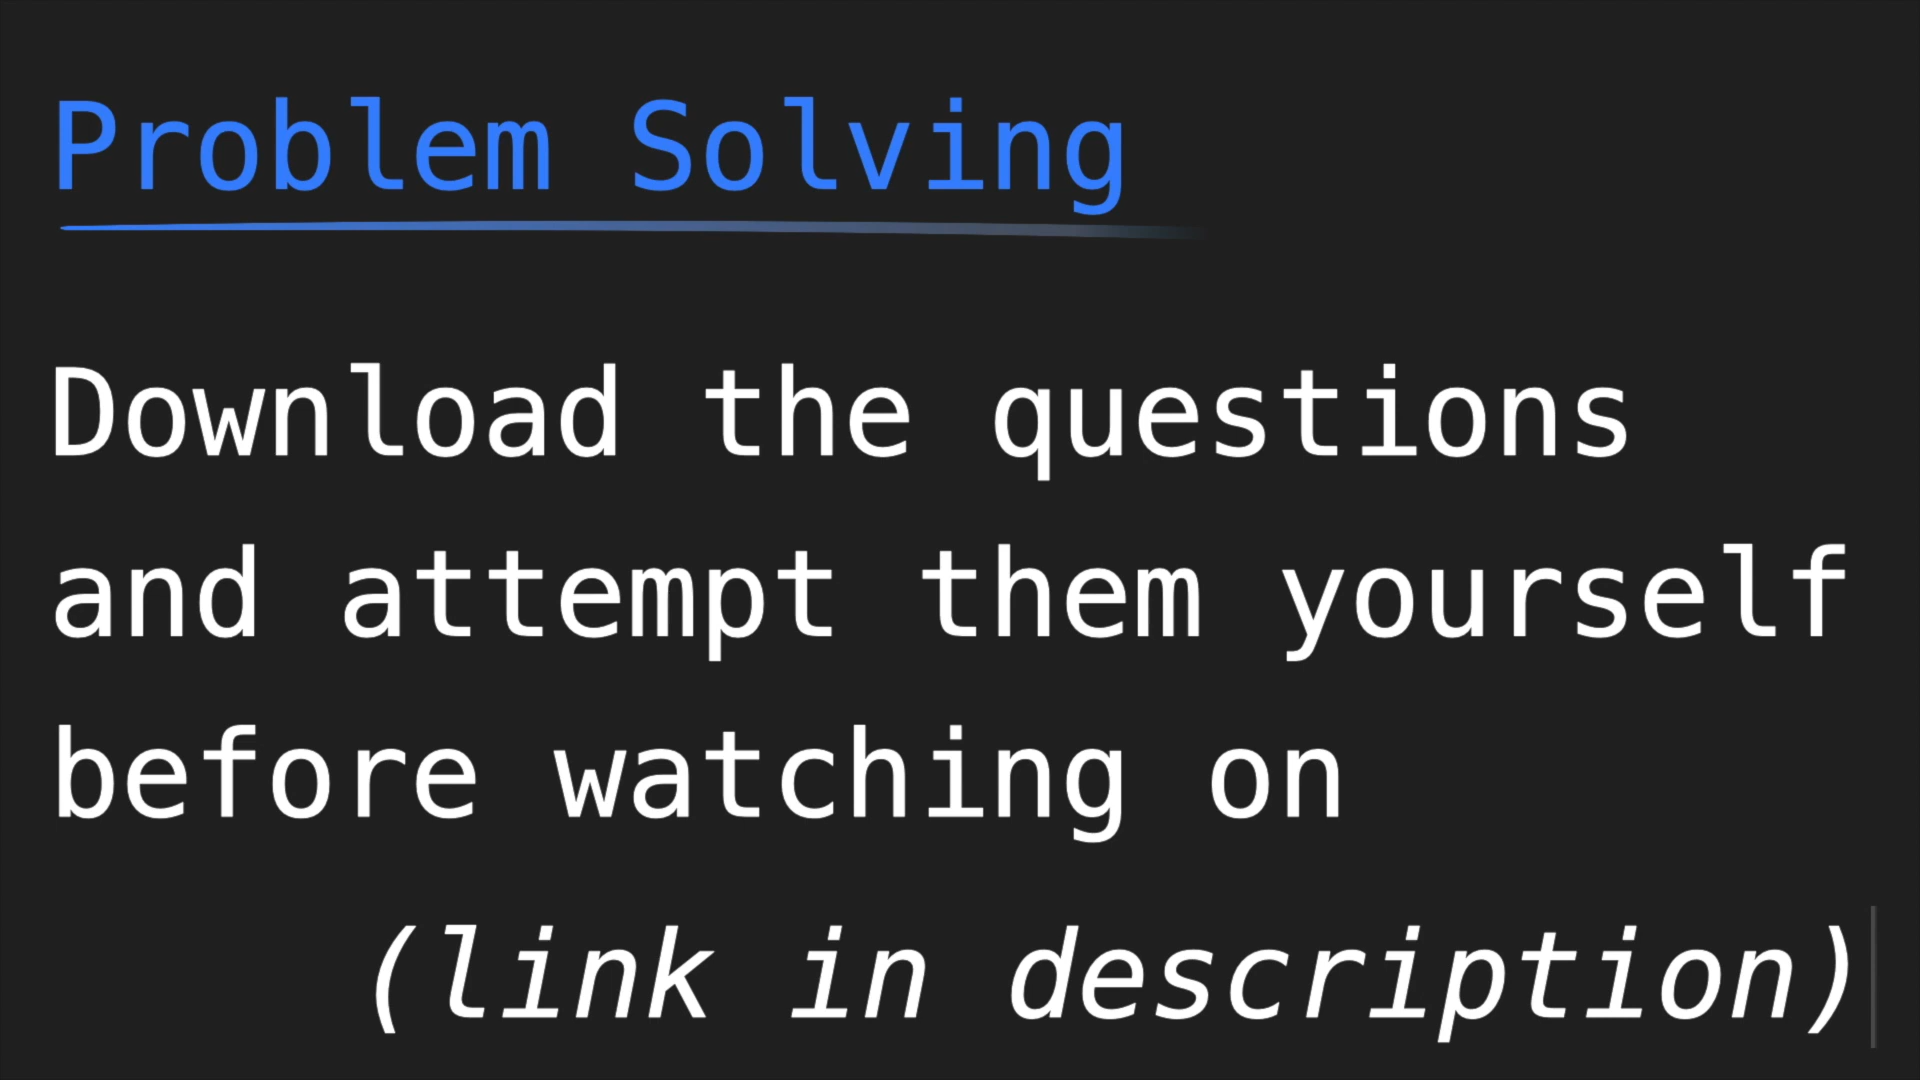 Problem Solving
Download the questions
and attempt them yourself
before watching on
(link in description)